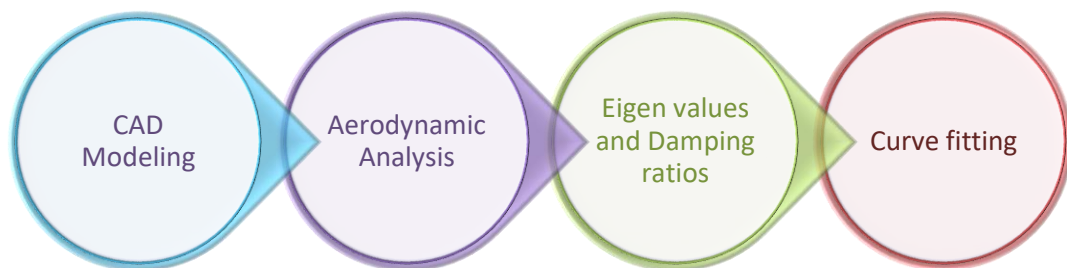 CAD
Modeling
Aerodynamic
Analysis
Eigen values
and Damping
ratios
Curve fitting